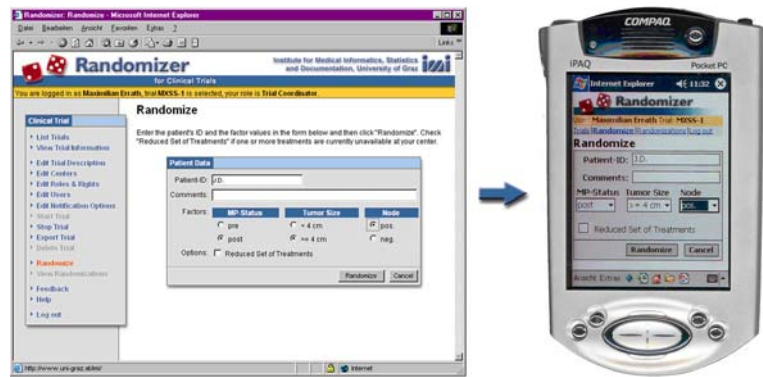 Randomizer: Randomize - Microsoft Internet Explorer
Datei Bearbeiten Ansicht Favoriten Extras ?
Links »
Randomizer
for Clinical Trials
Institute for Medical Informatics, Statistics
and Documentation, University of Graz
imi
You are logged in as Maximilian Errath, trial MXSS-1 is selected, your role is Trial Coordinator.
Clinical Trial
List Trials
View Trial Information
Edit Trial Description
Edit Centers
Edit Roles & Rights
Edit Users
Edit Notification Options
Start Trial
Stop Trial
Export Trial
Delete Trial
Randomize
View Randomizations
Feedback
Help
Log out
Randomize
Enter the patient's ID and the factor values in the form below and then click "Randomize". Check
"Reduced Set of Treatments" if one or more treatments are currently unavailable at your center.
Patient Data
Patient-ID: J.D.
Comments:
Factors: MP-Status Tumor Size Node
pre < 4 cm pos.
post >= 4 cm neg.
Options: Reduced Set of Treatments
Randomize Cancel
Internet
COMPAQ
iPAQ Pocket PC
Internet Explorer 11:32
Randomizer
User: Maximilian Errath Trial: MXSS-1
Trials Randomize Randomizations Log out
Randomize
Patient-ID: J.D.
Comments:
MP-Status Tumor Size Node
post >= 4 cm pos.
Reduced Set of Treatments
Randomize Cancel
Ansicht Extras